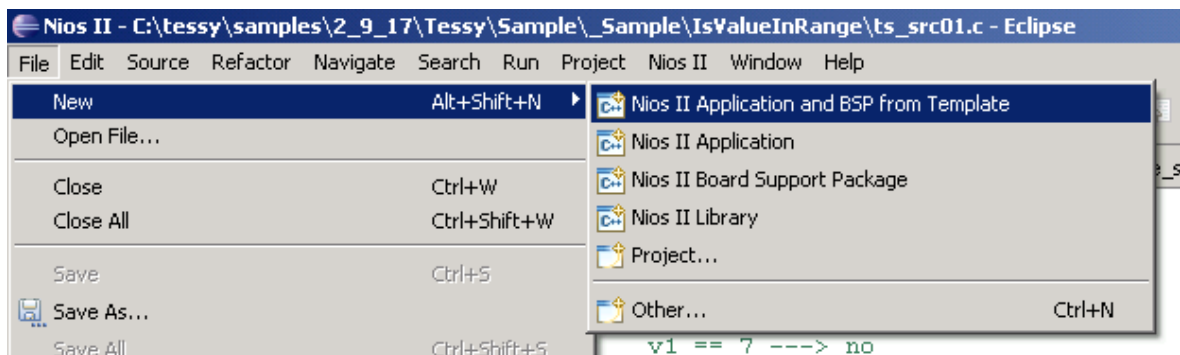 Nios II - C:\tessy\samples\2_9_17\Tessy\Sample\_Sample\IsValueInRange\ts_src01.c - Eclipse
File Edit Source Refactor Navigate Search Run Project Nios II Window Help
New Alt+Shift+N
Open File...
Close Ctrl+W
Close All Ctrl+Shift+W
Save Ctrl+S
Save As...
Save All Ctrl+Shift+S
Nios II Application and BSP from Template
Nios II Application
Nios II Board Support Package
Nios II Library
Project...
Other... Ctrl+N
v1 == 7 ---> no